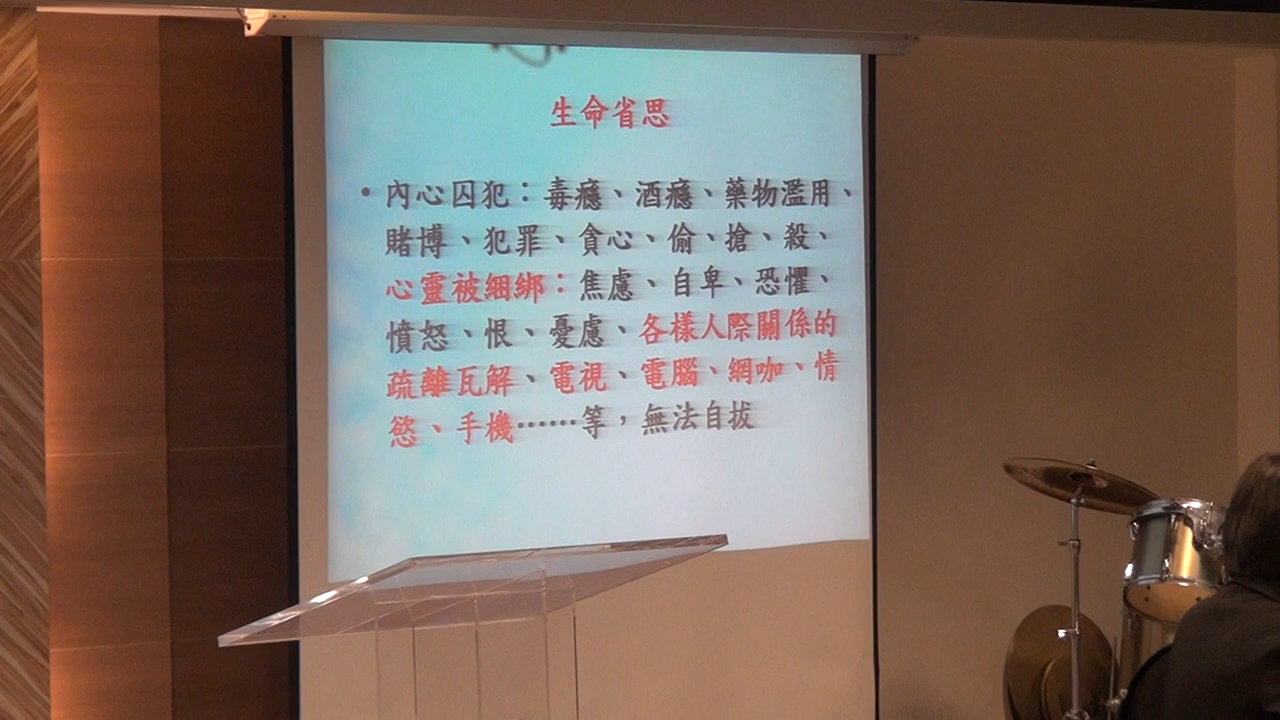 生命省思
• 內心囚犯：毒癮、酒癮、藥物濫用、
賭博、犯罪、貪心、偷、搶、殺、
心靈被綑綁：焦慮、自卑、恐懼、
憤怒、恨、憂慮、各樣人際關係的
疏離瓦解、電視、電腦、網咖、情
慾、手機……等，無法自拔